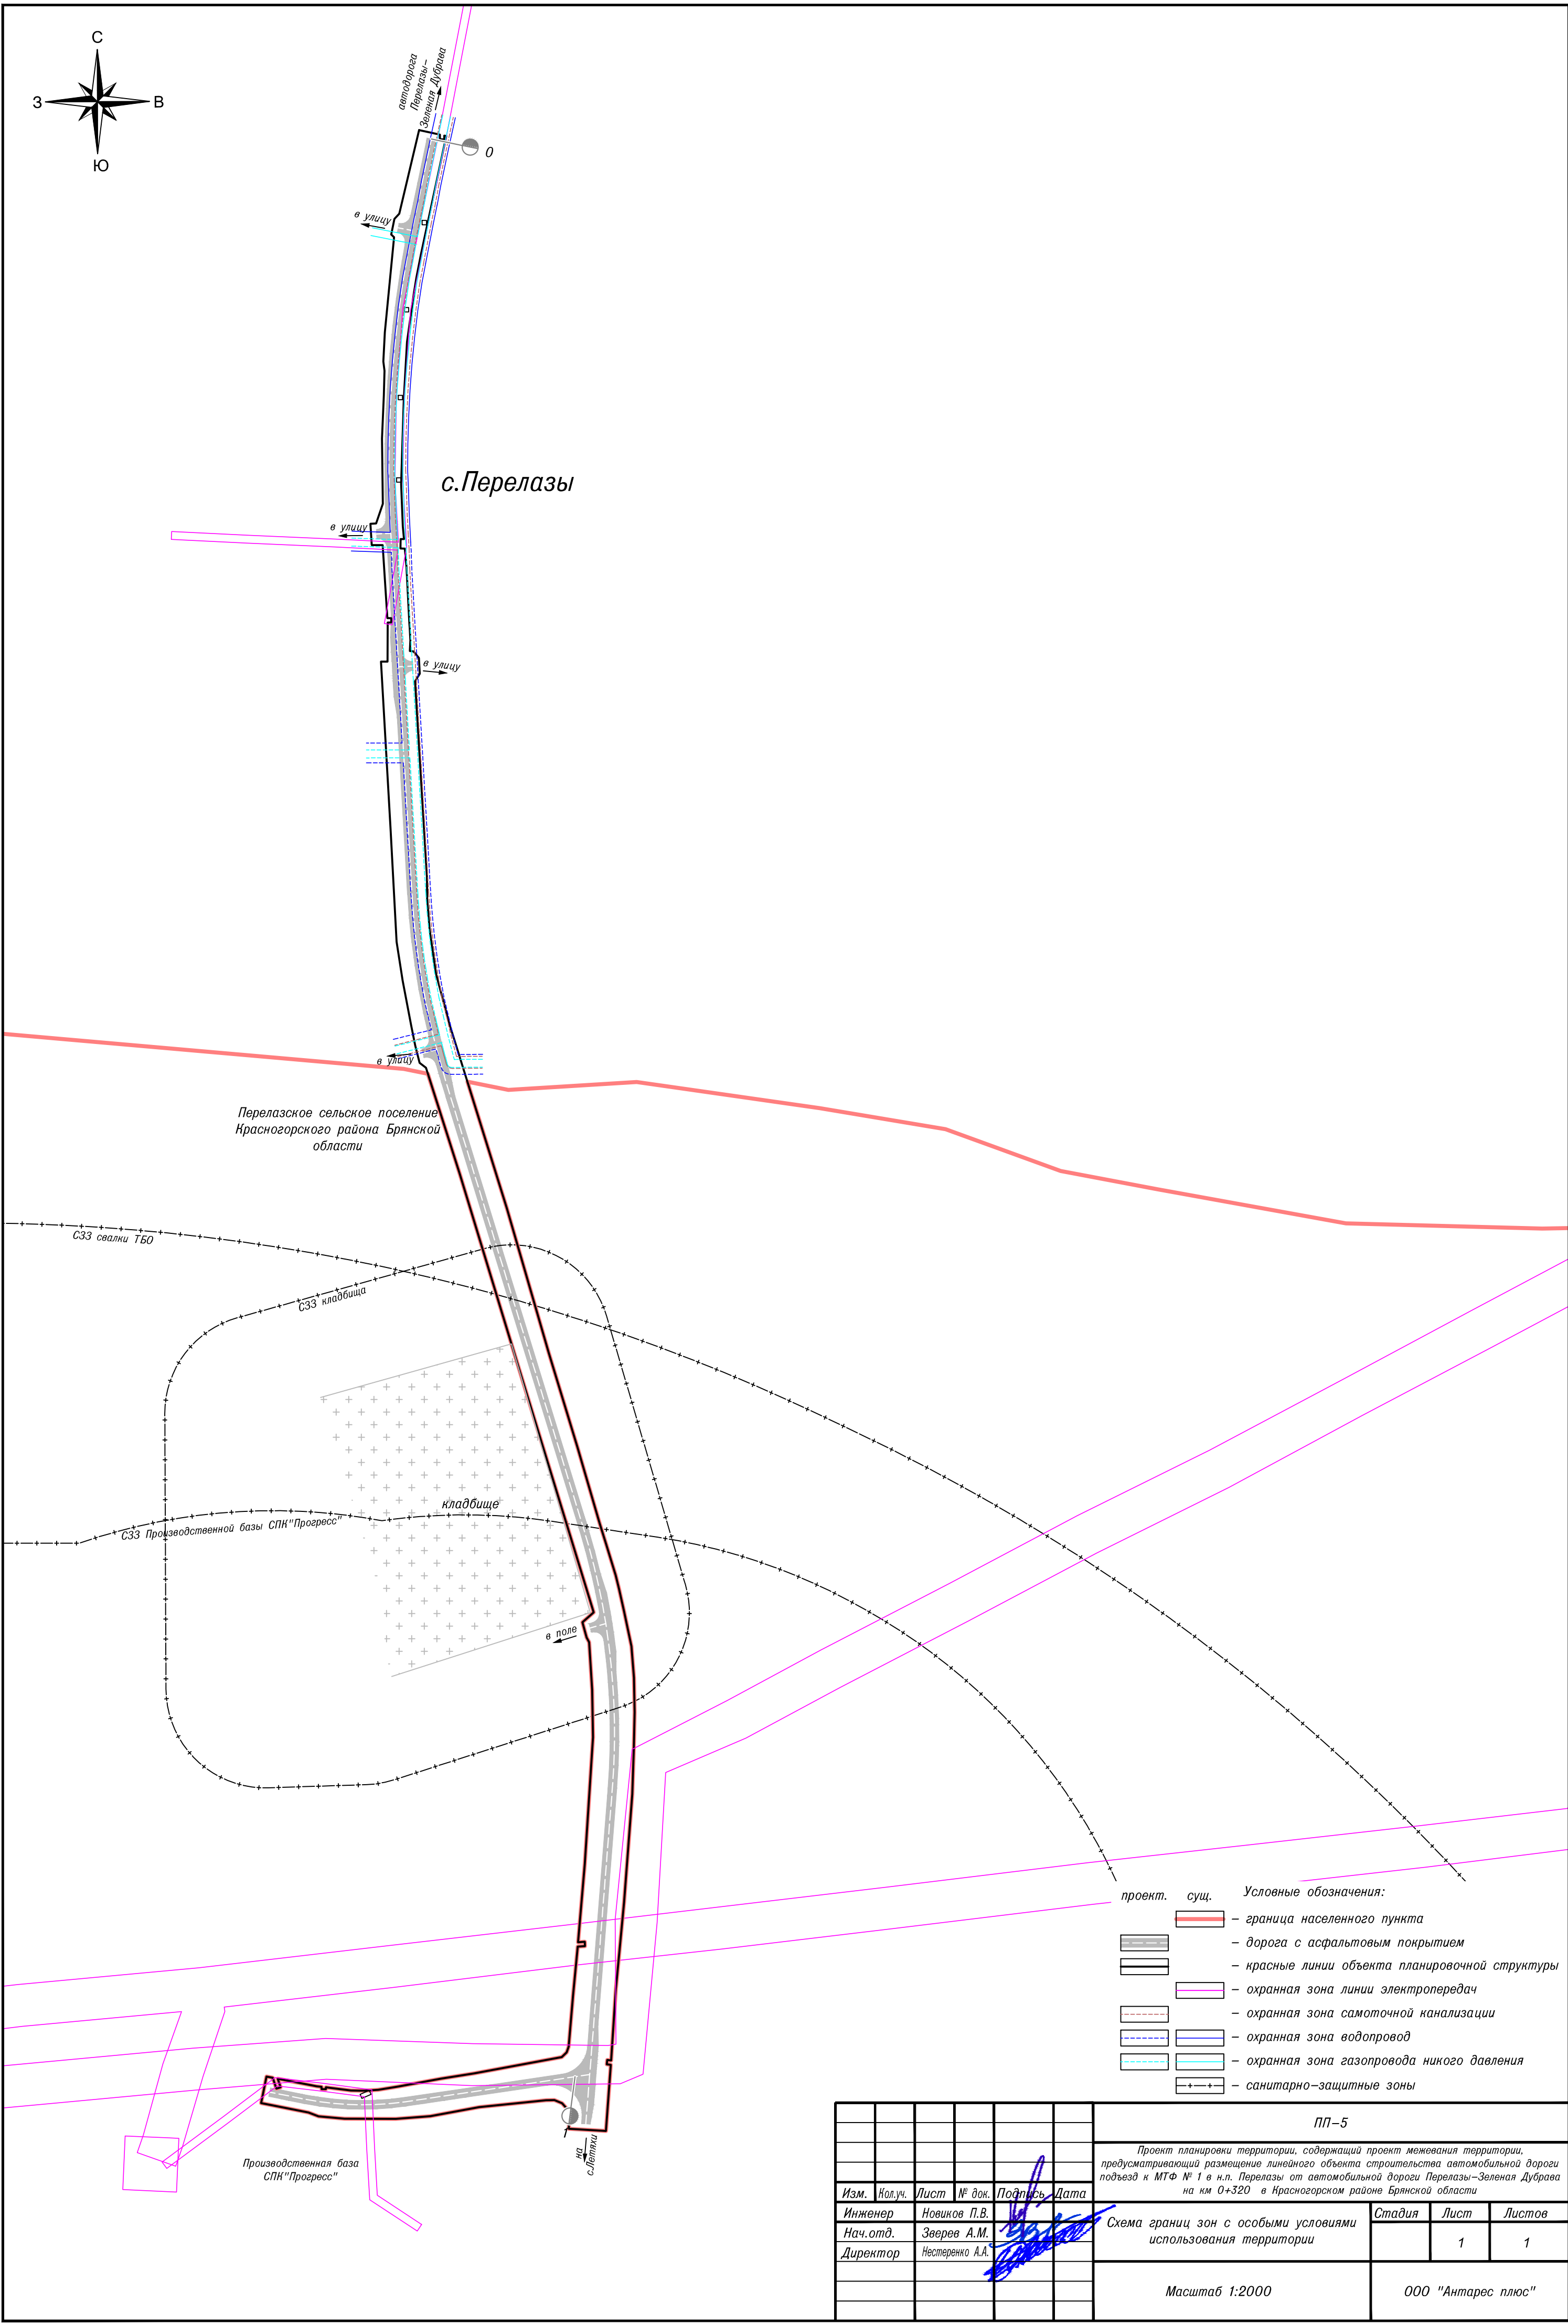 С
З
В
Ю
автодорога
Перелазы-
Зеленая Дубрава
0
в улицу
с.Перелазы
в улицу
в улицу
в улицу
Перелазское сельское поселение
Красногорского района Брянской
области
СЗЗ свалки ТБО
СЗЗ кладбища
кладбище
СЗЗ Производственной базы СПК"Прогресс"
в поле
1
на
с.Летяхи
Производственная база
СПК"Прогресс"
проект. сущ. Условные обозначения:
- граница населенного пункта
- дорога с асфальтовым покрытием
- красные линии объекта планировочной структуры
- охранная зона линии электропередач
- охранная зона самоточной канализации
- охранная зона водопровод
- охранная зона газопровода никого давления
- санитарно-защитные зоны
ПП-5
Проект планировки территории, содержащий проект межевания территории,
предусматривающий размещение линейного объекта строительства автомобильной дороги
подъезд к МТФ № 1 в н.п. Перелазы от автомобильной дороги Перелазы-Зеленая Дубрава
на км 0+320 в Красногорском районе Брянской области
Изм. Кол.уч. Лист № док. Подпись Дата
Инженер Новиков П.В.
Нач.отд. Зверев А.М.
Директор Нестеренко А.А.
Схема границ зон с особыми условиями
использования территории
Стадия Лист Листов
1 1
Масштаб 1:2000
ООО "Антарес плюс"